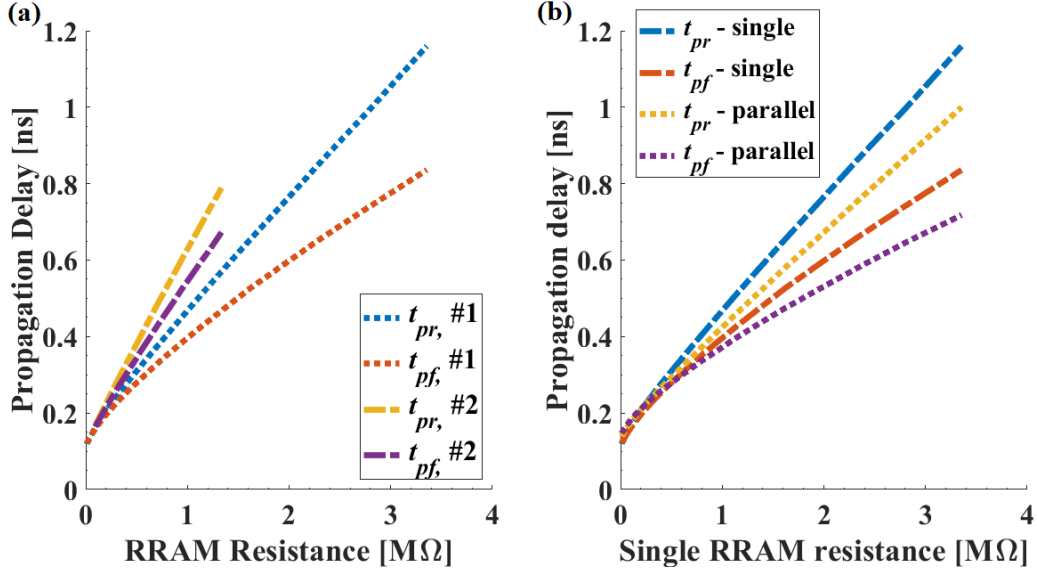 (a)
Propagation Delay [ns]
1.2
1
0.8
0.6
0.4
0.2
0
0 1 2 3 4
RRAM Resistance [MΩ]
t_pr, #1
t_pf, #1
t_pr, #2
t_pf, #2
(b)
Propagation delay [ns]
1.2
1
0.8
0.6
0.4
0.2
0
0 1 2 3 4
Single RRAM resistance [MΩ]
t_pr - single
t_pf - single
t_pr - parallel
t_pf - parallel